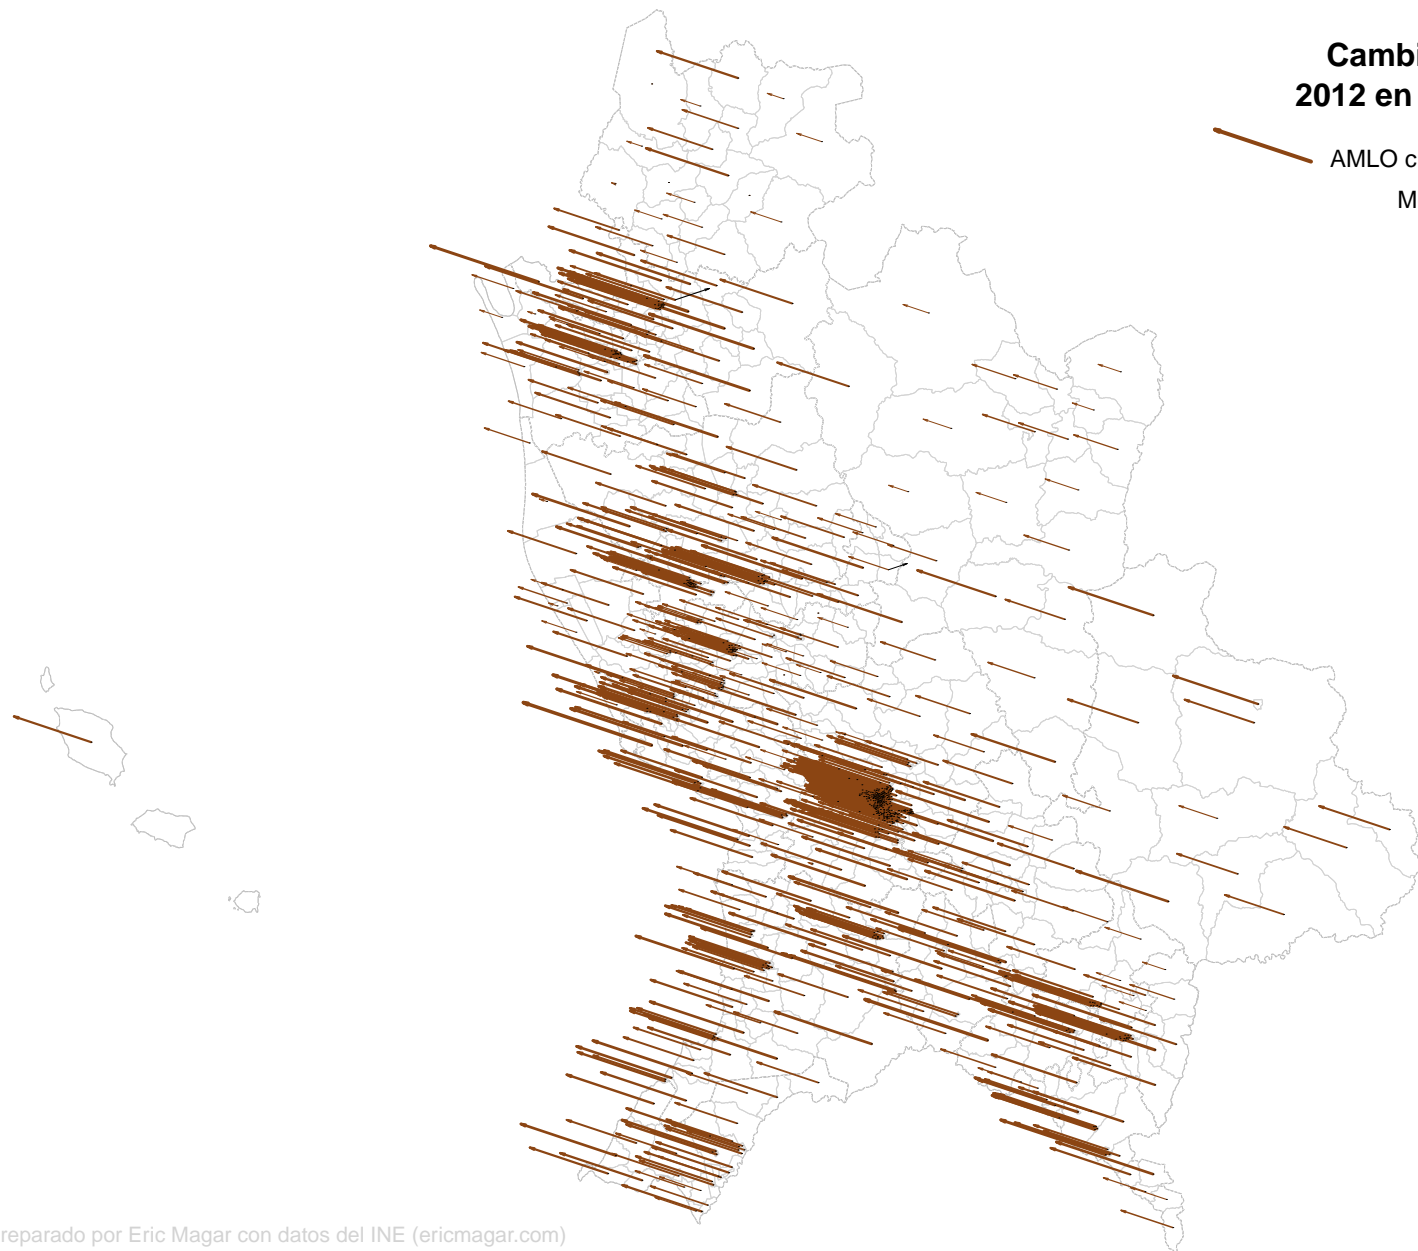 Cambi
2012 en
AMLO c
M
reparado por Eric Magar con datos del INE (ericmagar.com)